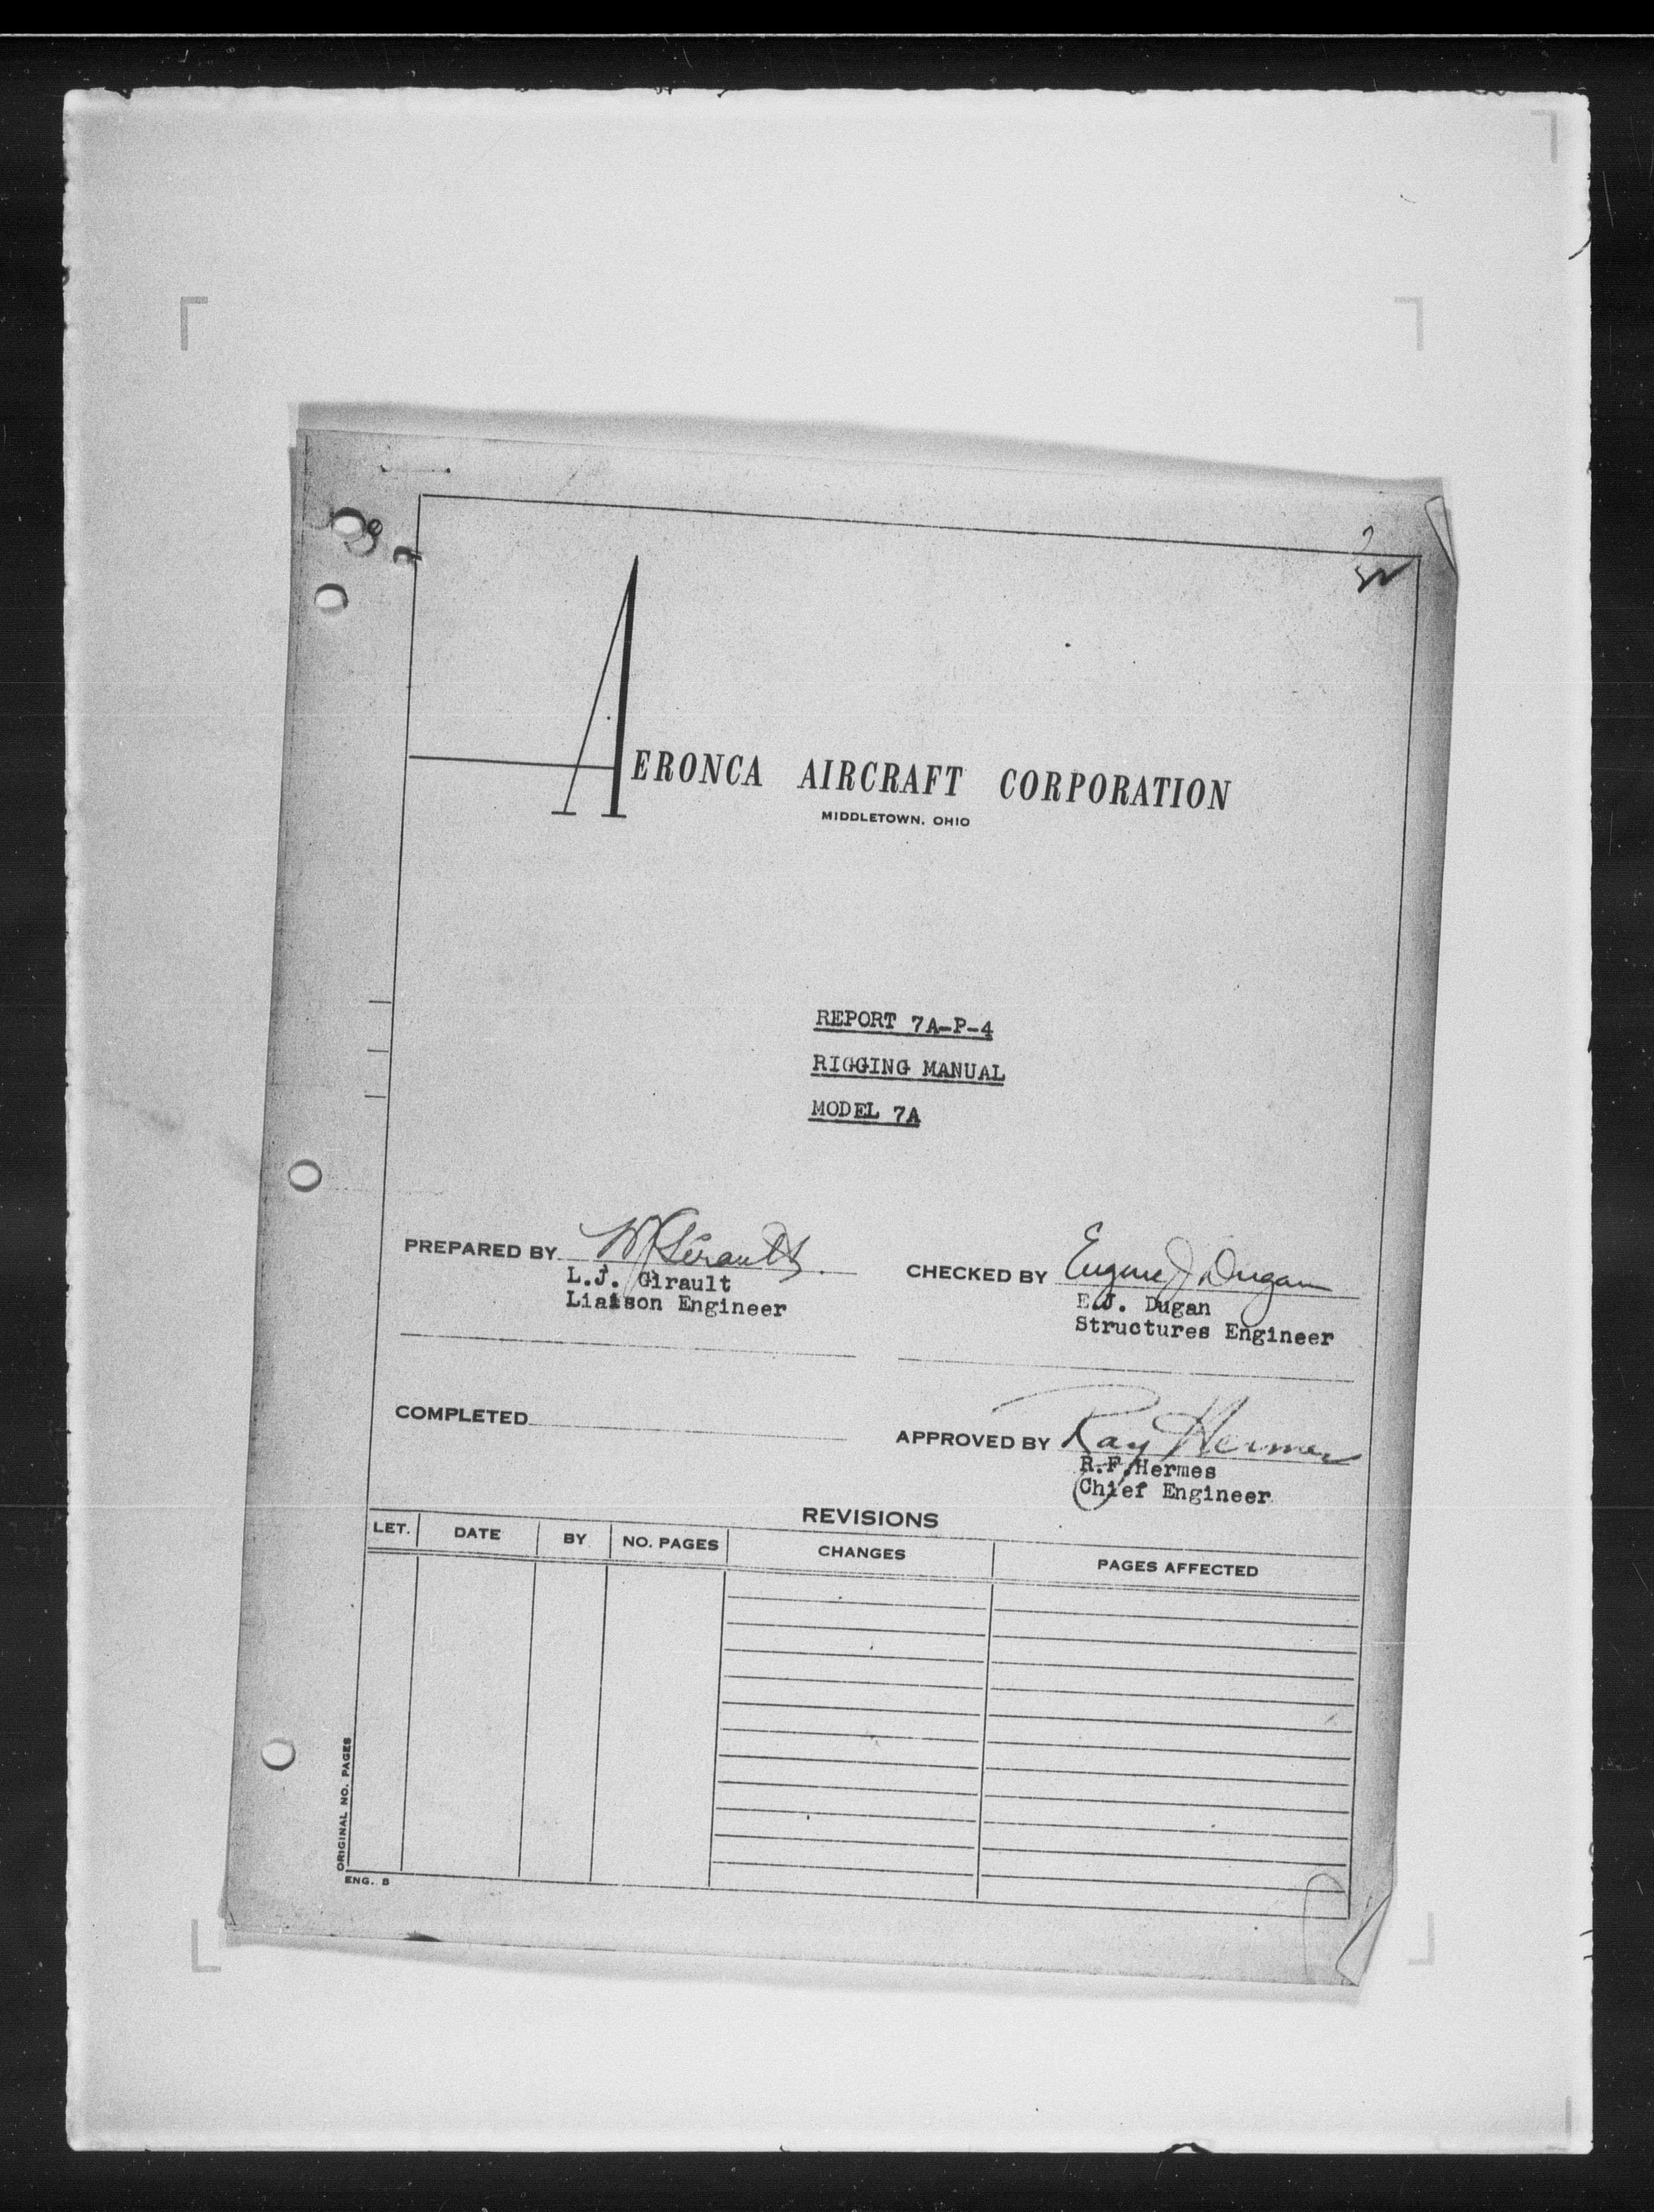 AERONCA AIRCRAFT CORPORATION
MIDDLETOWN, OHIO
REPORT 7A-P-4
RIGGING MANUAL
MODEL 7A
PREPARED BY
L.J. Girault
Liaison Engineer
CHECKED BY Eugene J Dugan
E.J. Dugan
Structures Engineer
COMPLETED
APPROVED BY Ray Hermes
R.F. Hermes
Chief Engineer
REVISIONS
LET. DATE BY NO. PAGES CHANGES PAGES AFFECTED
ORIGINAL NO. PAGES
ENG. B